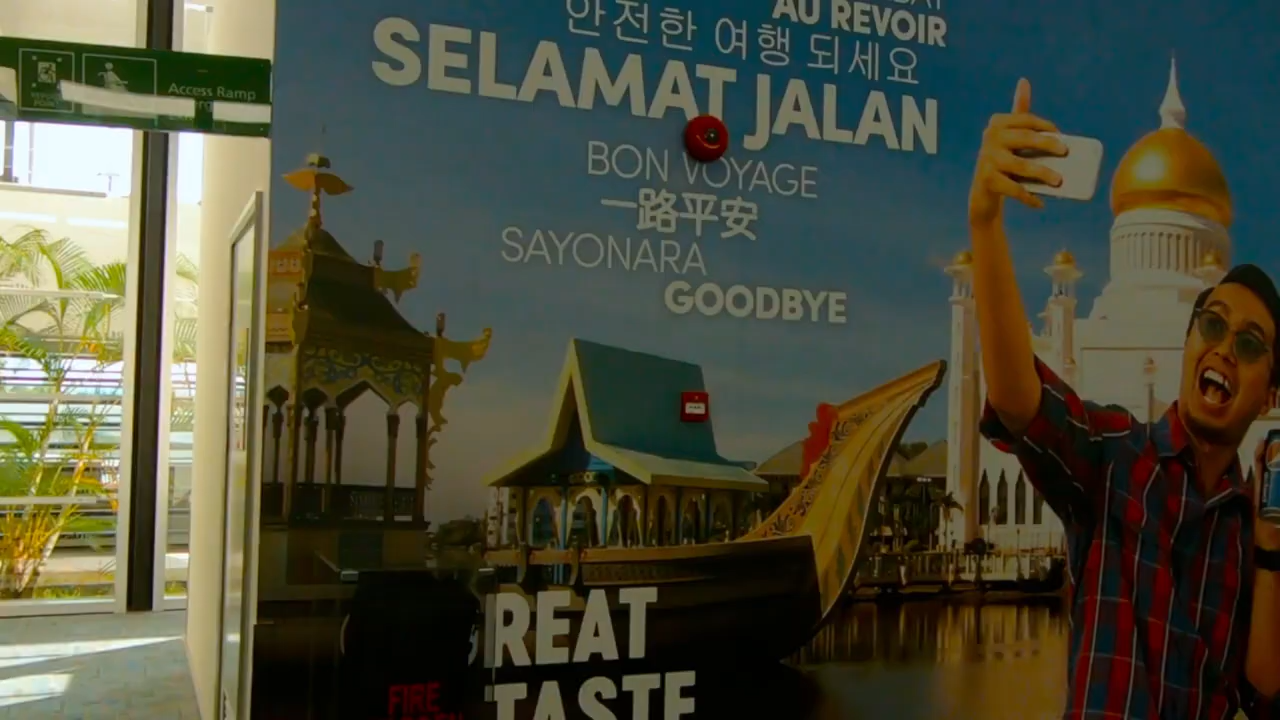 AU REVOIR
안전한 여행 되세요
SELAMAT JALAN
BON VOYAGE
一路平安
SAYONARA
GOODBYE
Access Ramp
REAT
TASTE
FIRE